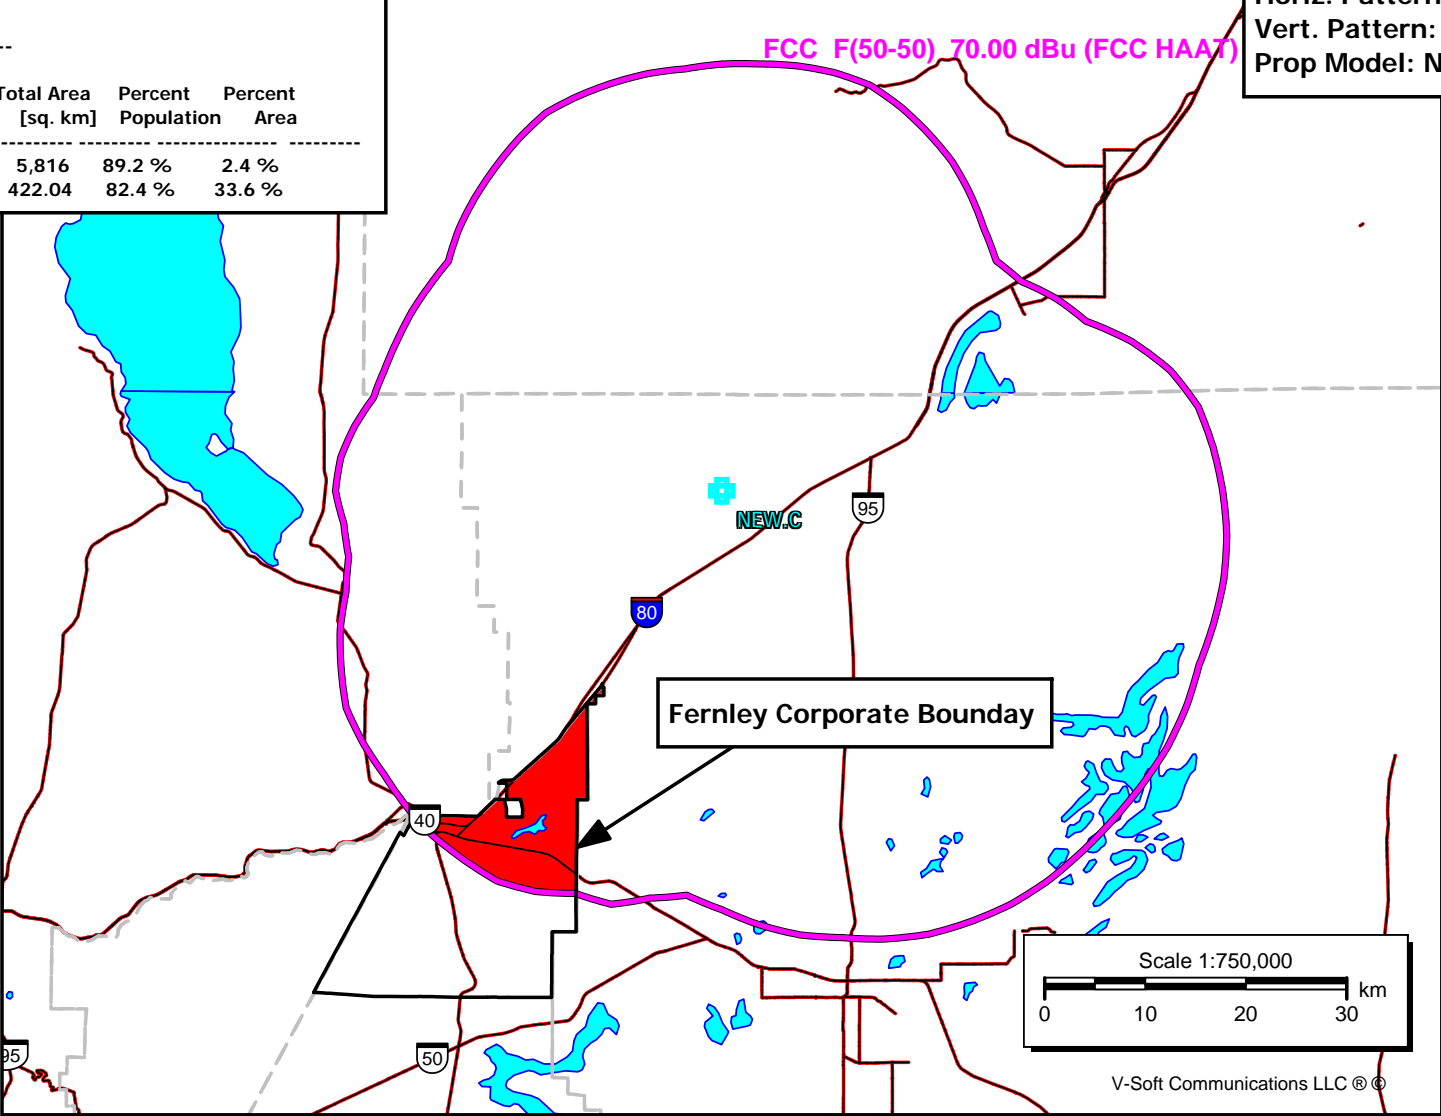 Vert. Pattern:
Prop Model: N
FCC F(50-50) 70.00 dBu (FCC HAAT)
--
Total Area Percent Percent
[sq. km] Population Area
---------- --------- ---------------- ---------
5,816 89.2 % 2.4 %
422.04 82.4 % 33.6 %
NEW.C
95
80
Fernley Corporate Bounday
40
50
95
Scale 1:750,000
km
0 10 20 30
V-Soft Communications LLC ® ©